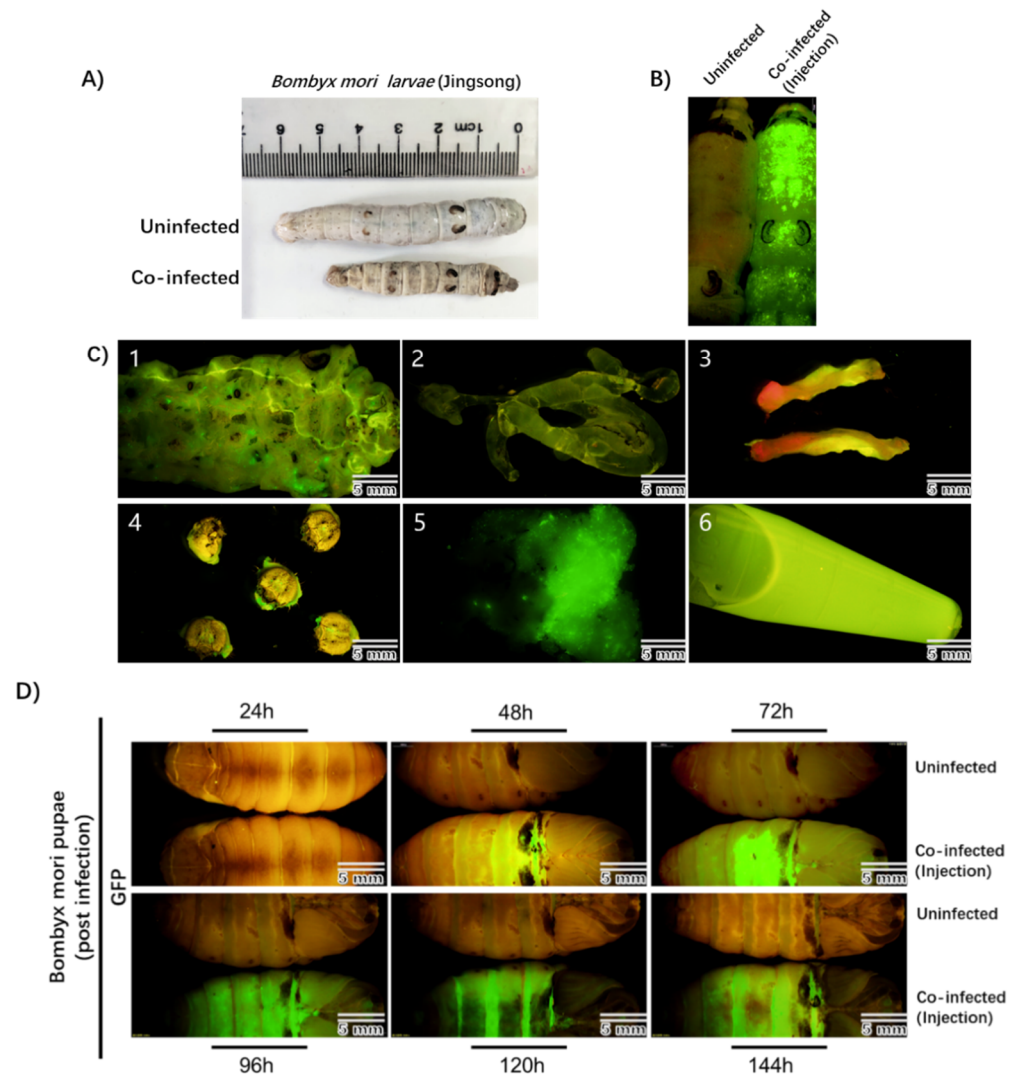 A)
Bombyx mori larvae (Jingsong)
6 5 4 3 2 1cm 0
Uninfected
Co-infected
B)
Uninfected
Co-infected
(Injection)
C)
1
2
3
5 mm
5 mm
5 mm
4
5
6
5 mm
5 mm
5 mm
D)
24h
48h
72h
Bombyx mori pupae
(post infection)
GFP
Uninfected
Co-infected
(Injection)
5 mm
5 mm
5 mm
Uninfected
Co-infected
(Injection)
5 mm
5 mm
5 mm
96h
120h
144h